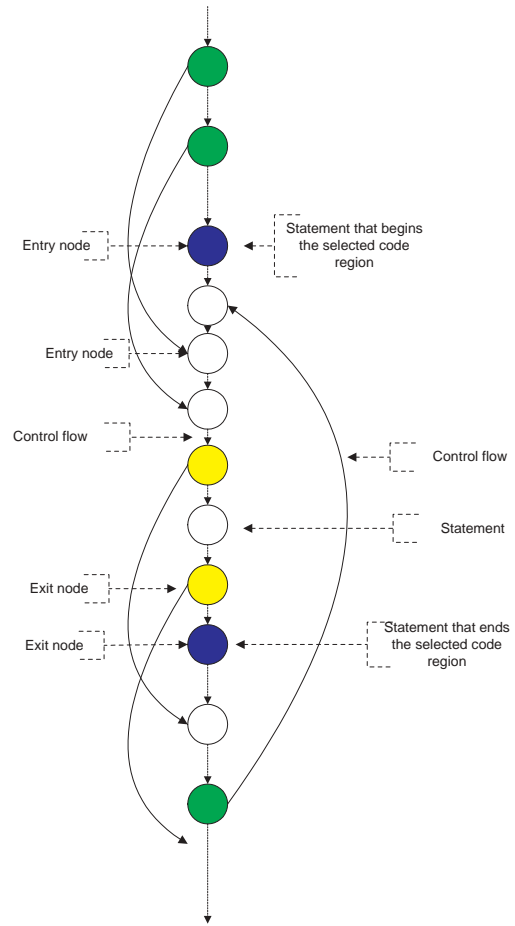 Entry node
Statement that begins
the selected code
region
Entry node
Control flow
Control flow
Statement
Exit node
Exit node
Statement that ends
the selected code
region